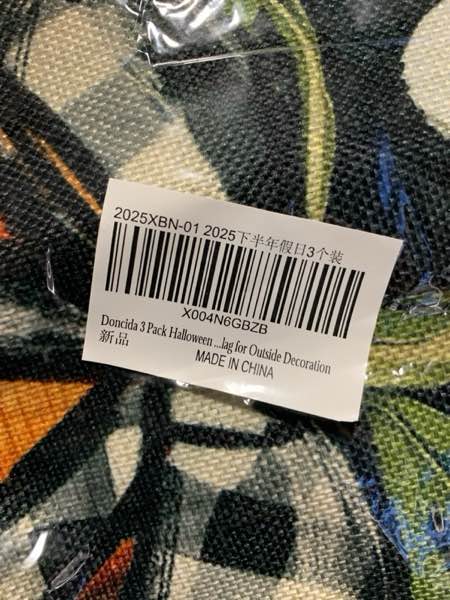 2025XBN-01 2025下半年假日3个装
X004N6GBZB
Doncida 3 Pack Halloween ...lag for Outside Decoration
新品
MADE IN CHINA